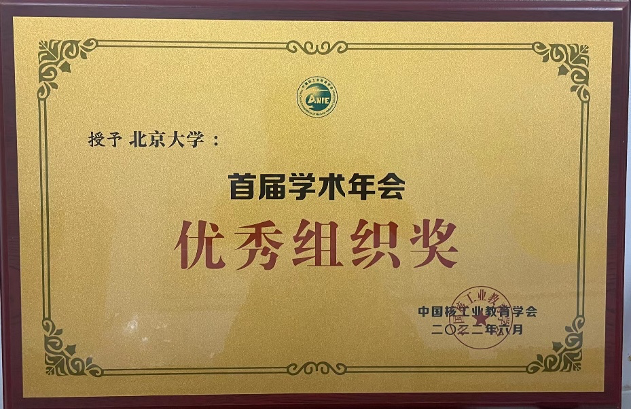 ANIE
授予 北京大学：
首届学术年会
优秀组织奖
中国核工业教育学会
二〇二二年六月